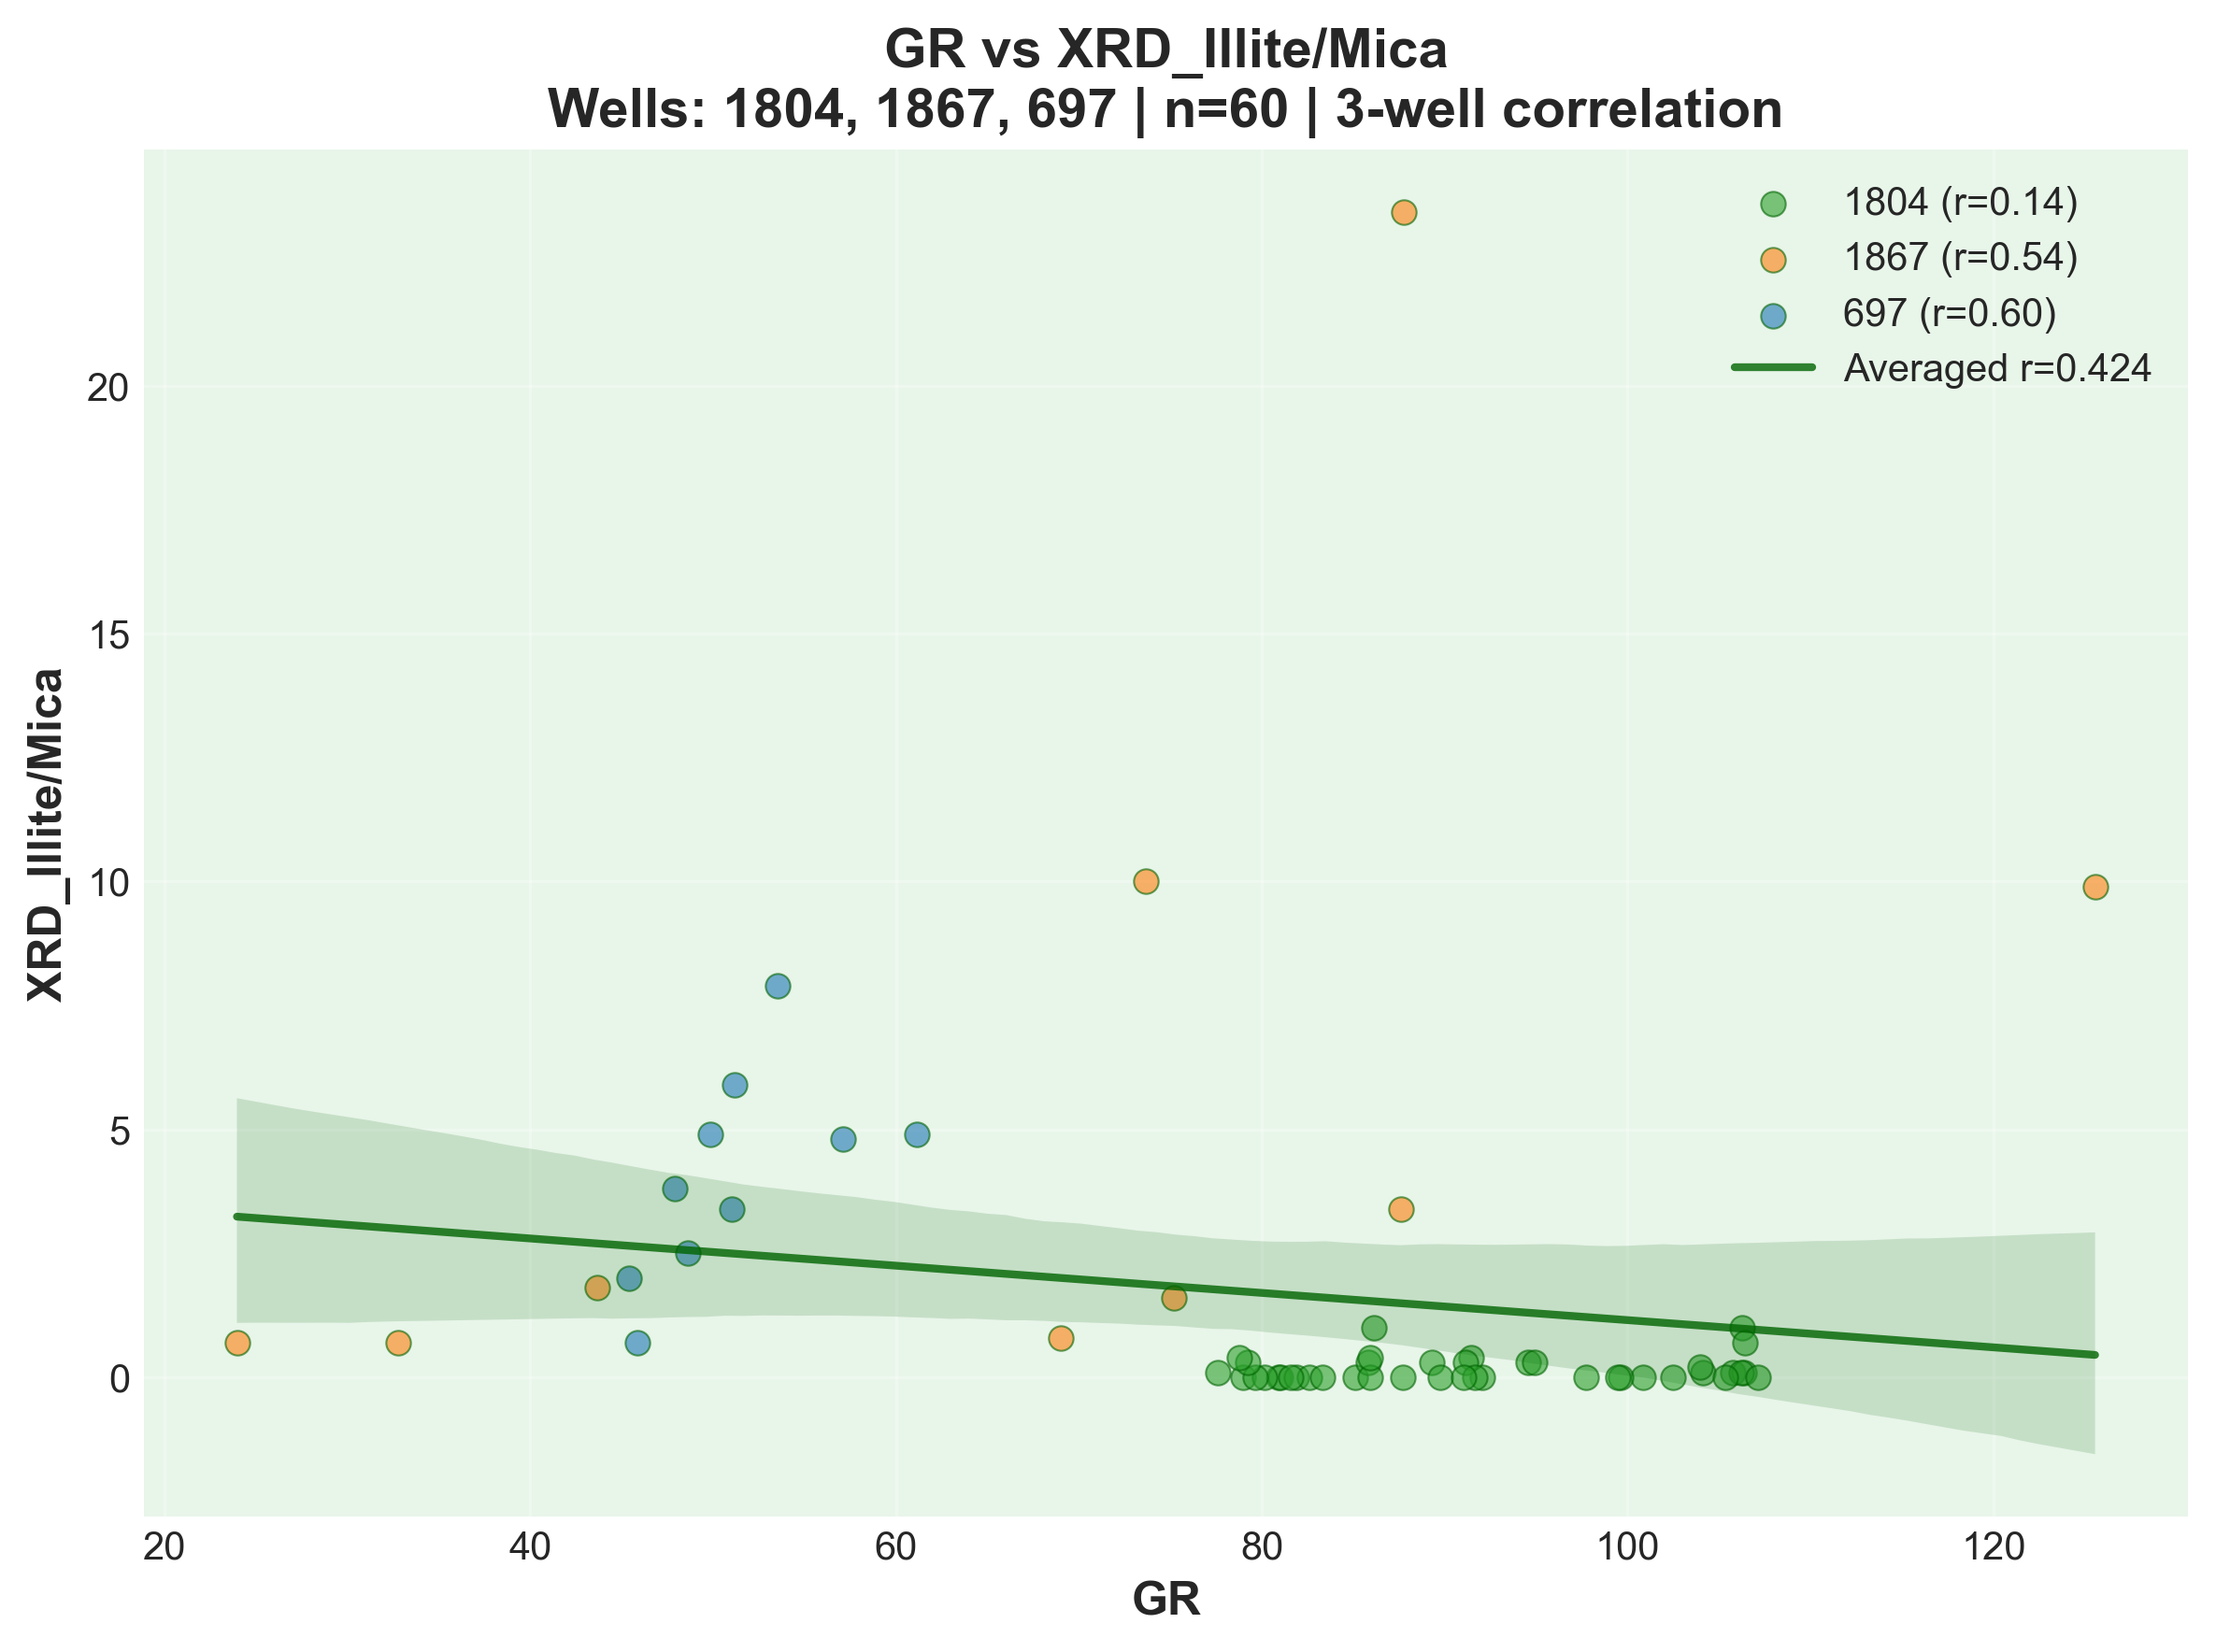 GR vs XRD_Illite/Mica
Wells: 1804, 1867, 697 | n=60 | 3-well correlation
1804 (r=0.14)
1867 (r=0.54)
697 (r=0.60)
Averaged r=0.424
XRD_Illite/Mica
20
15
10
5
0
20 40 60 80 100 120
GR